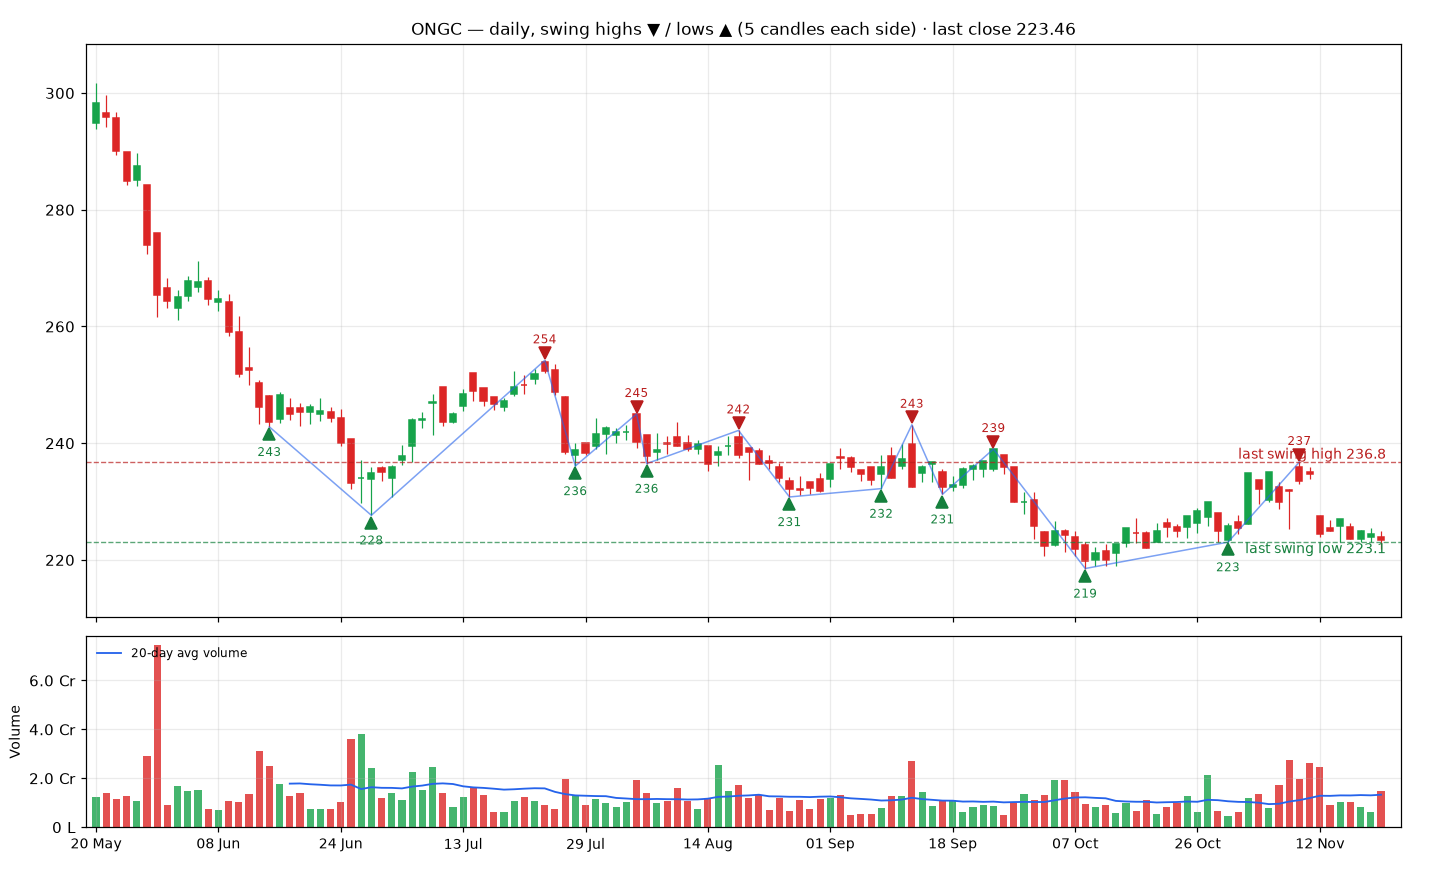 ONGC — daily, swing highs ▼ / lows ▲ (5 candles each side) · last close 223.46
300
280
260
240
220
254
245
242
243
239
237
last swing high 236.8
243
228
236
236
231
232
231
219
223
last swing low 223.1
20-day avg volume
Volume
6.0 Cr
4.0 Cr
2.0 Cr
0 L
20 May
08 Jun
24 Jun
13 Jul
29 Jul
14 Aug
01 Sep
18 Sep
07 Oct
26 Oct
12 Nov